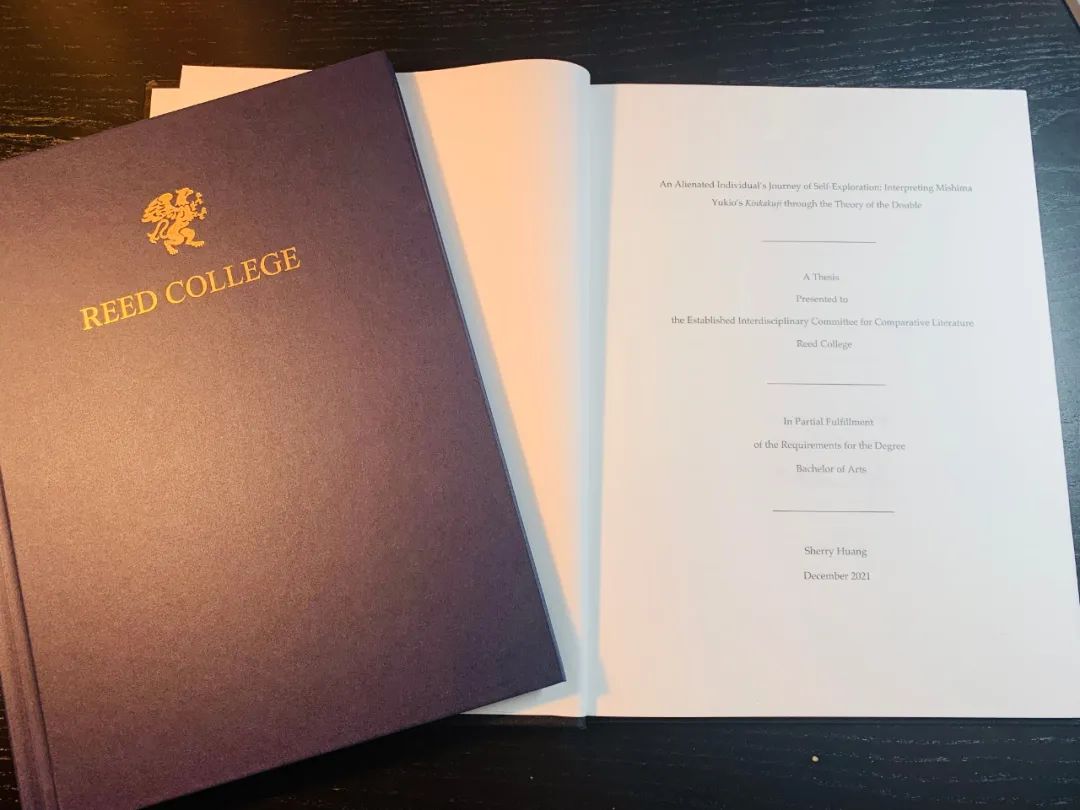 REED COLLEGE
An Alienated Individual's Journey of Self-Exploration: Interpreting Mishima
Yukio's Kinkakuji through the Theory of the Double
A Thesis
Presented to
the Established Interdisciplinary Committee for Comparative Literature
Reed College
In Partial Fulfillment
of the Requirements for the Degree
Bachelor of Arts
Sherry Huang
December 2021